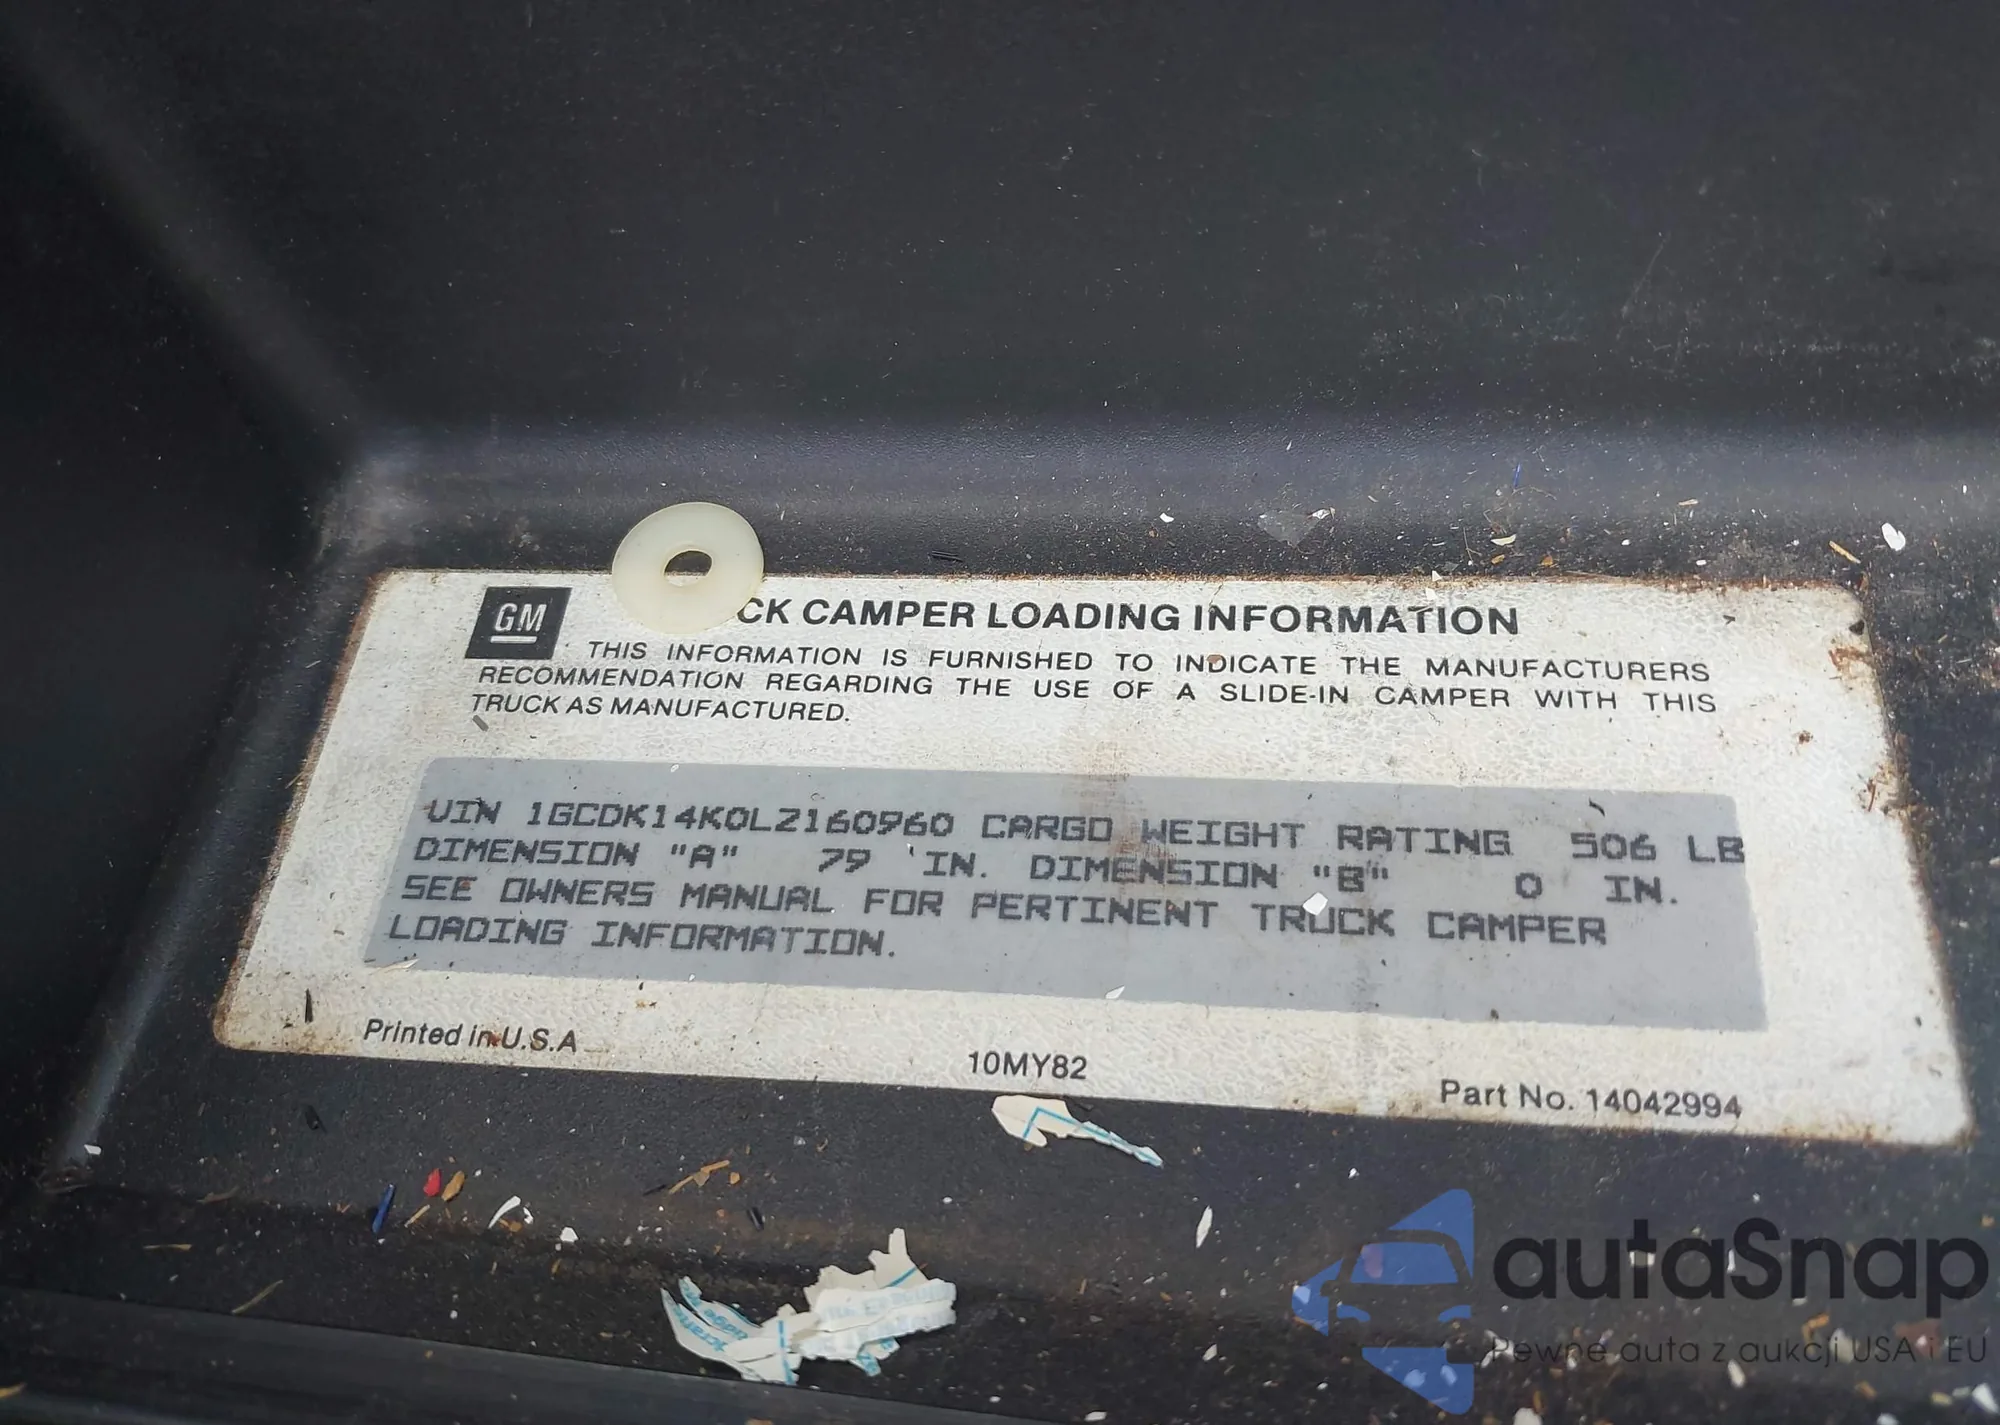 GM
CK CAMPER LOADING INFORMATION
THIS INFORMATION IS FURNISHED TO INDICATE THE MANUFACTURERS
RECOMMENDATION REGARDING THE USE OF A SLIDE-IN CAMPER WITH THIS
TRUCK AS MANUFACTURED.
VIN 1GCDK14K0LZ160960 CARGO WEIGHT RATING 506 LB
DIMENSION "A" 79 IN. DIMENSION "B" 0 IN.
SEE OWNERS MANUAL FOR PERTINENT TRUCK CAMPER
LOADING INFORMATION.
Printed in U.S.A
10MY82
Part No. 14042994
autaSnap
Pewne auta z aukcji USA i EU